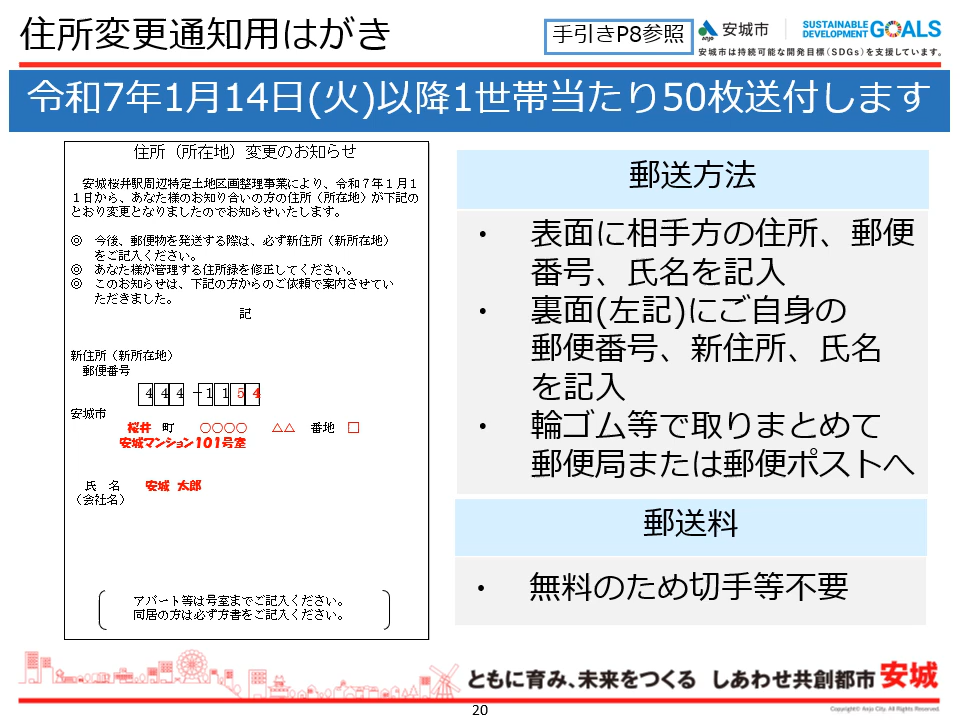 住所変更通知用はがき
手引きP8参照
anjo
安城市
SUSTAINABLE
DEVELOPMENT
GOALS
安城市は持続可能な開発目標(SDGs)を支援しています。
令和7年1月14日(火)以降1世帯当たり50枚送付します
住所（所在地）変更のお知らせ
安城桜井駅周辺特定土地区画整理事業により、令和７年１月１
１日から、あなた様のお知り合いの方の住所（所在地）が下記の
とおり変更となりましたのでお知らせいたします。
◎　今後、郵便物を発送する際は、必ず新住所（新所在地）
をご記入ください。
◎　あなた様が管理する住所録を修正してください。
◎　このお知らせは、下記の方からのご依頼で案内させてい
ただきました。
記
新住所（新所在地）
郵便番号
４４４－１１５４
安城市
桜井 町　○○○○　△△　番地　□
安城マンション１０１号室
氏　名　安城 太郎
（会社名）
アパート等は号室までご記入ください。
同居の方は必ず方書をご記入ください。
郵送方法
・ 表面に相手方の住所、郵便
番号、氏名を記入
・ 裏面(左記)にご自身の
郵便番号、新住所、氏名
を記入
・ 輪ゴム等で取りまとめて
郵便局または郵便ポストへ
郵送料
・ 無料のため切手等不要
ともに育み、未来をつくる　しあわせ共創都市 安城
Copyright© Anjo City. All Rights Reserved.
20